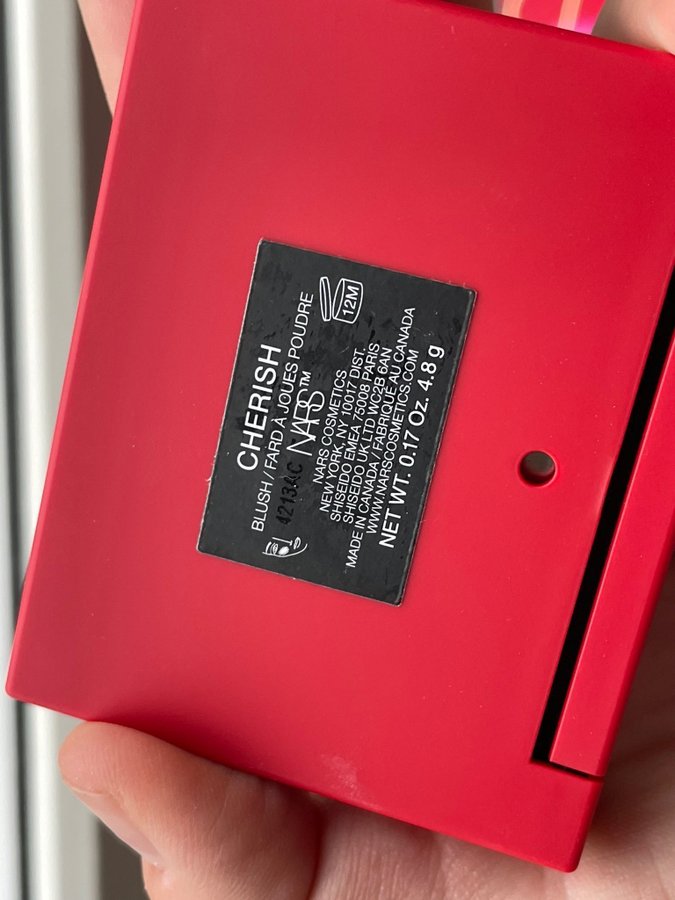 CHERISH
BLUSH / FARD À JOUES POUDRE
4213AC NARS™
12M
NARS COSMETICS
NEW YORK, NY 10017 DIST.
SHISEIDO EMEA 75008 PARIS
SHISEIDO UK LTD WC2B 6AN
MADE IN CANADA / FABRIQUÉ AU CANADA
WWW.NARSCOSMETICS.COM
NET WT. 0.17 Oz. 4.8 g